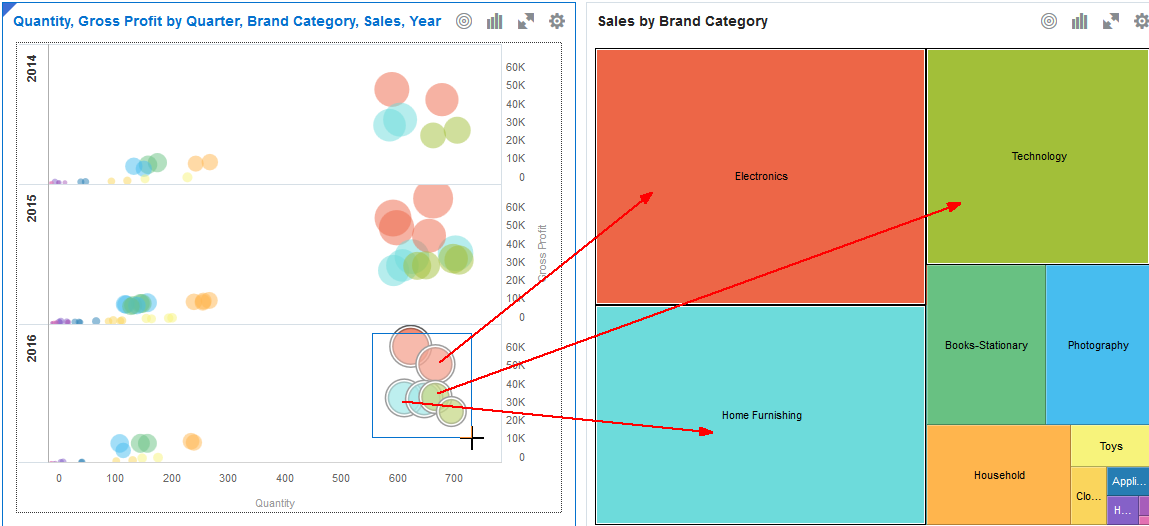 Quantity, Gross Profit by Quarter, Brand Category, Sales, Year
2014
60K
50K
40K
30K
20K
10K
0
2015
60K
50K
40K
30K
20K
10K
0
Gross Profit
2016
60K
50K
40K
30K
20K
10K
0
0 100 200 300 400 500 600 700
Quantity
Sales by Brand Category
Electronics
Technology
Books-Stationary
Photography
Home Furnishing
Household
Toys
Clo...
Appli...
H...